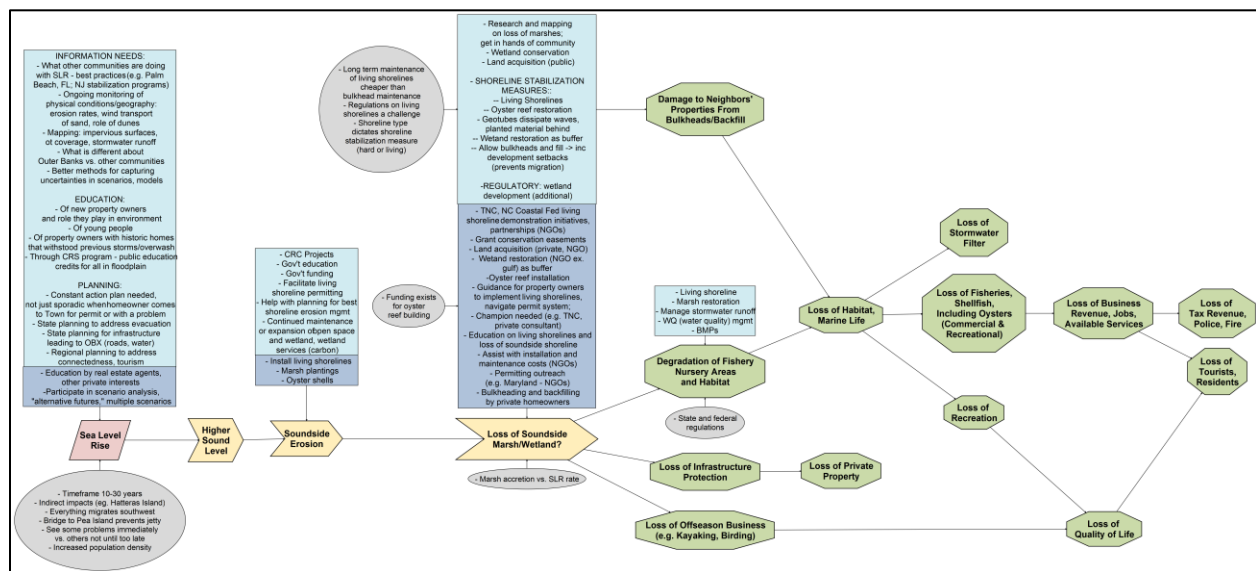 INFORMATION NEEDS:
- What other communities are doing
with SLR - best practices (e.g. Palm
Beach, FL; NJ stabilization programs)
- Ongoing monitoring of
physical conditions/geography:
erosion rates, wind transport
of sand, role of dunes
- Mapping: impervious surfaces,
ot coverage, stormwater runoff
- What is different about
Outer Banks vs. other communities
- Better methods for capturing
uncertainties in scenarios, models
EDUCATION:
- Of new property owners
and role they play in environment
- Of young people
- Of property owners with historic homes
that withstood previous storms/overwash
- Through CRS program - public education
credits for all in floodplain
PLANNING:
- Constant action plan needed,
not just sporadic whenhomeowner comes
to Town for permit or with a problem
- State planning to address evacuation
- State planning for infrastructure
leading to OBX (roads, water)
- Regional planning to address
connectedness, tourism
- Education by real estate agents,
other private interests
-Participate in scenario analysis,
"alternative futures," multiple scenarios
Sea Level
Rise
- Timeframe 10-30 years
- Indirect impacts (eg. Hatteras Island)
- Everything migrates southwest
- Bridge to Pea Island prevents jetty
- See some problems immediately
vs. others not until too late
- Increased population density
Higher
Sound
Level
- CRC Projects
- Gov't education
- Gov't funding
- Facilitate living
shoreline permitting
- Help with planning for best
shoreline erosion mgmt
- Continued maintenance
or expansion obpen space
and wetland, wetland
services (carbon)
- Install living shorelines
- Marsh plantings
- Oyster shells
Soundside
Erosion
- Long term maintenance
of living shorelines
cheaper than
bulkhead maintenance
- Regulations on living
shorelines a challenge
- Shoreline type
dictates shoreline
stabilization measure
(hard or living)
- Funding exists
for oyster
reef building
- Research and mapping
on loss of marshes;
get in hands of community
- Wetland conservation
- Land acquisition (public)
- SHORELINE STABILIZATION
MEASURES::
-- Living Shorelines
-- Oyster reef restoration
- Geotubes dissipate waves,
planted material behind
-- Wetland restoration as buffer
-- Allow bulkheads and fill -> inc
development setbacks
(prevents migration)
-REGULATORY: wetland
development (additional)
- TNC, NC Coastal Fed living
shoreline demonstration initiatives,
partnerships (NGOs)
- Grant conservation easements
- Land acquisition (private, NGO)
- Wetland restoration (NGO ex.
gulf) as buffer
-Oyster reef installation
- Guidance for property owners
to implement living shorelines,
navigate permit system;
- Champion needed (e.g. TNC,
private consultant)
- Education on living shorelines and
loss of soundside shoreline
- Assist with installation and
maintenance costs (NGOs)
- Permitting outreach
(e.g. Maryland - NGOs)
- Bulkheading and backfilling
by private homeowners
Loss of Soundside
Marsh/Wetland?
- Marsh accretion vs. SLR rate
Damage to Neighbors'
Properties From
Bulkheads/Backfill
- Living shoreline
- Marsh restoration
- Manage stormwater runoff
- WQ (water quality) mgmt
- BMPs
Degradation of Fishery
Nursery Areas
and Habitat
- State and federal
regulations
Loss of Infrastructure
Protection
Loss of Private
Property
Loss of Offseason Business
(e.g. Kayaking, Birding)
Loss of Habitat,
Marine Life
Loss of
Stormwater
Filter
Loss of Fisheries,
Shellfish,
Including Oysters
(Commercial &
Recreational)
Loss of Business
Revenue, Jobs,
Available Services
Loss of
Tax Revenue,
Police, Fire
Loss of
Tourists,
Residents
Loss of
Recreation
Loss of
Quality of Life